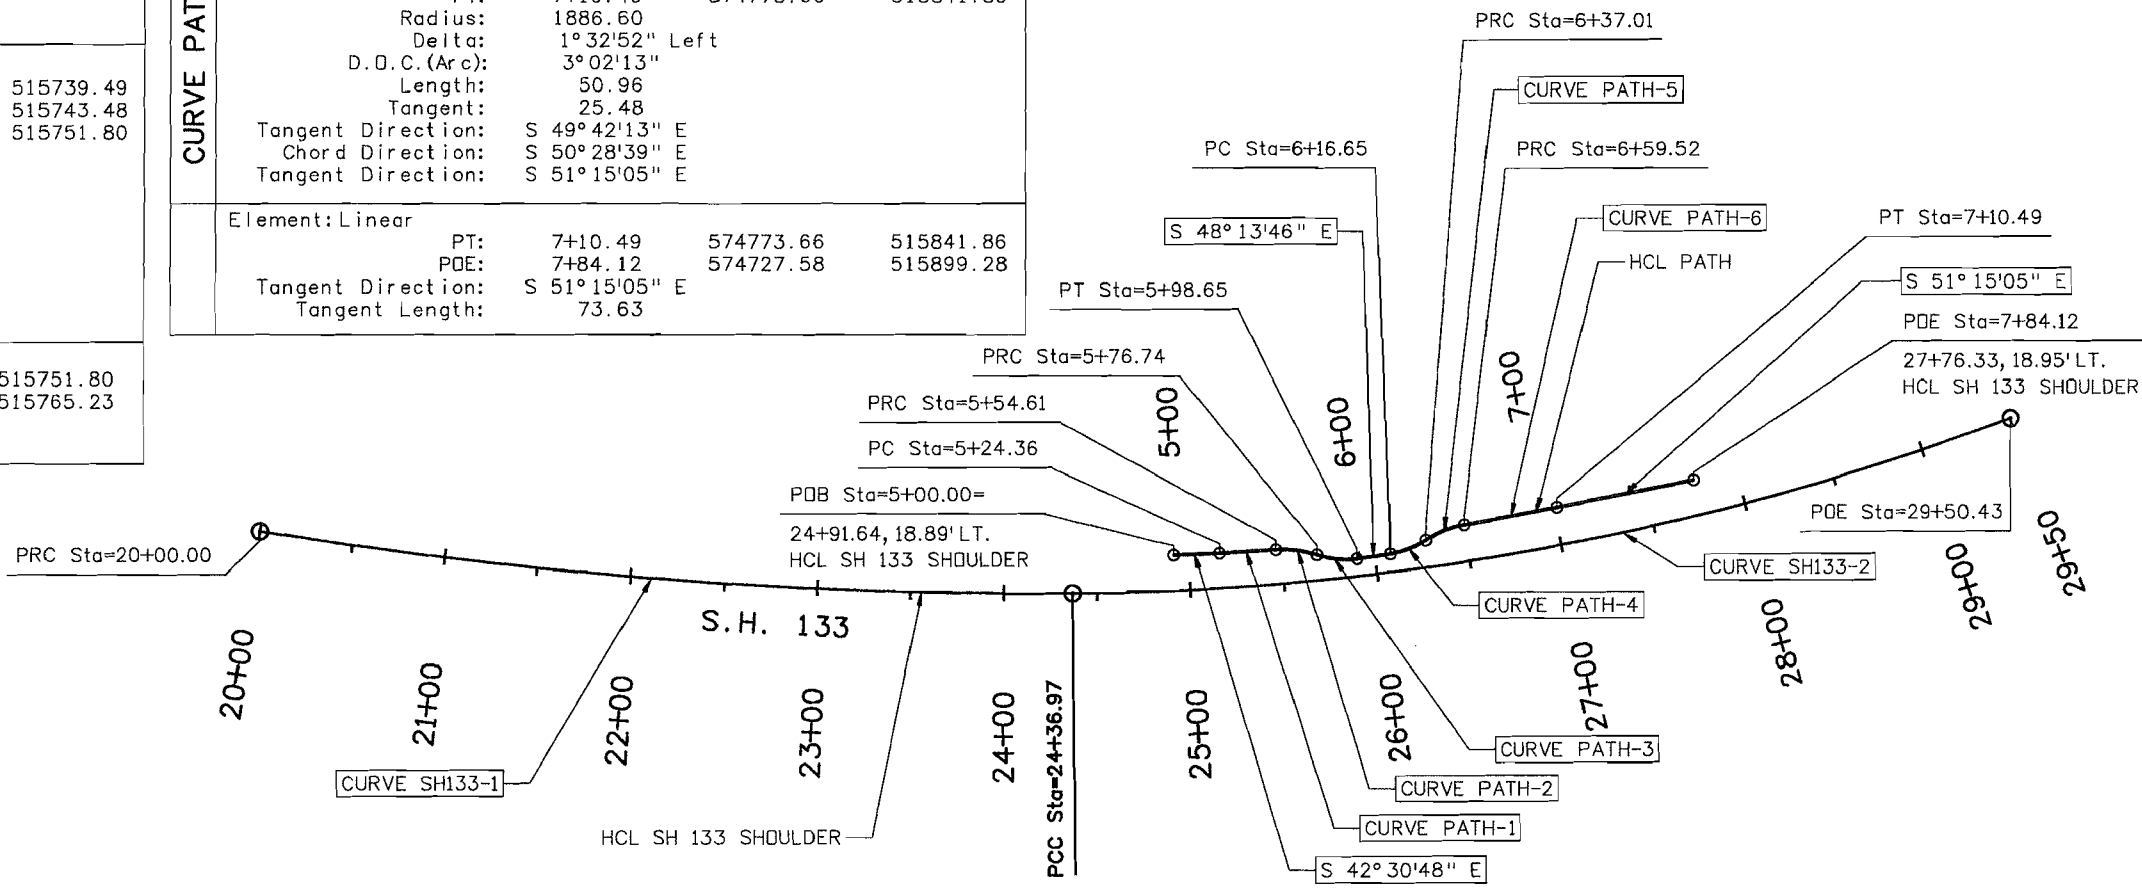 515739.49
515743.48
515751.80
515751.80
515765.23
CURVE PAT
Radius: 1886.60
Delta: 1°32'52" Left
D.O.C.(Arc): 3°02'13"
Length: 50.96
Tangent: 25.48
Tangent Direction: S 49°42'13" E
Chord Direction: S 50°28'39" E
Tangent Direction: S 51°15'05" E
Element:Linear
PT: 7+10.49 574773.66 515841.86
POE: 7+84.12 574727.58 515899.28
Tangent Direction: S 51°15'05" E
Tangent Length: 73.63
PRC Sta=6+37.01
CURVE PATH-5
PC Sta=6+16.65
PRC Sta=6+59.52
S 48°13'46" E
CURVE PATH-6
PT Sta=7+10.49
HCL PATH
PT Sta=5+98.65
S 51°15'05" E
POE Sta=7+84.12
27+76.33, 18.95' LT.
HCL SH 133 SHOULDER
PRC Sta=5+76.74
PRC Sta=5+54.61
PC Sta=5+24.36
POB Sta=5+00.00=
24+91.64, 18.89' LT.
HCL SH 133 SHOULDER
5+00
6+00
7+00
PRC Sta=20+00.00
POE Sta=29+50.43
CURVE SH133-2
CURVE PATH-4
S.H. 133
20+00
21+00
22+00
23+00
24+00
PCC Sta=24+36.97
25+00
26+00
27+00
28+00
29+00
29+50
CURVE PATH-3
CURVE SH133-1
CURVE PATH-2
CURVE PATH-1
HCL SH 133 SHOULDER
S 42°30'48" E